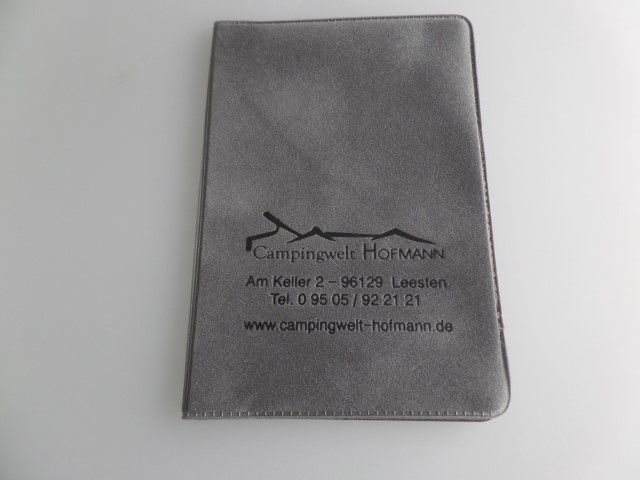 Campingwelt HOFMANN
Am Keller 2 - 96129 Leesten
Tel. 0 95 05 / 92 21 21
www.campingwelt-hofmann.de